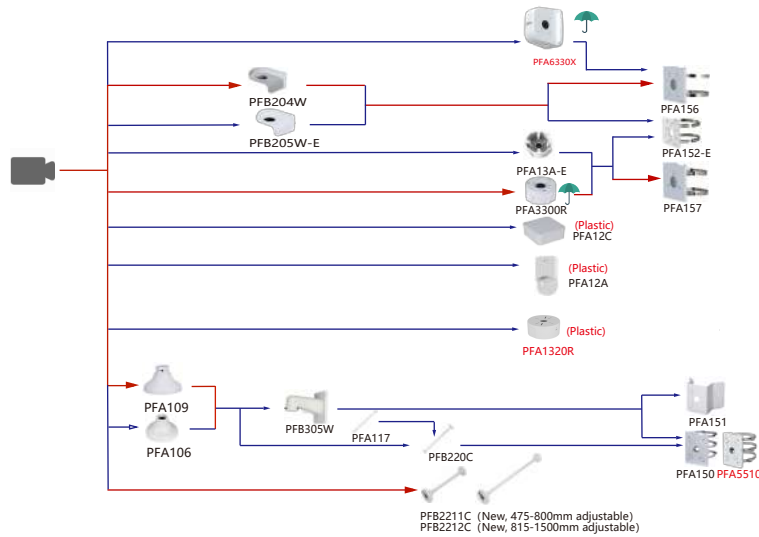 PFA6330X
PFB204W
PFA156
PFB205W-E
PFA152-E
PFA13A-E
PFA3300R
PFA157
(Plastic)
PFA12C
(Plastic)
PFA12A
(Plastic)
PFA1320R
PFA109
PFA151
PFB305W
PFA117
PFA106
PFB220C
PFA150 PFA5510
PFB2211C (New, 475-800mm adjustable)
PFB2212C (New, 815-1500mm adjustable)